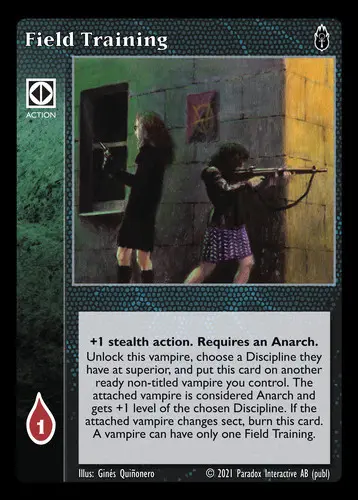 Field Training
ACTION
+1 stealth action. Requires an Anarch.
Unlock this vampire, choose a Discipline they
have at superior, and put this card on another
ready non-titled vampire you control. The
attached vampire is considered Anarch and
gets +1 level of the chosen Discipline. If the
attached vampire changes sect, burn this card.
A vampire can have only one Field Training.
1
Illus: Ginés Quiñonero © 2021 Paradox Interactive AB (publ)